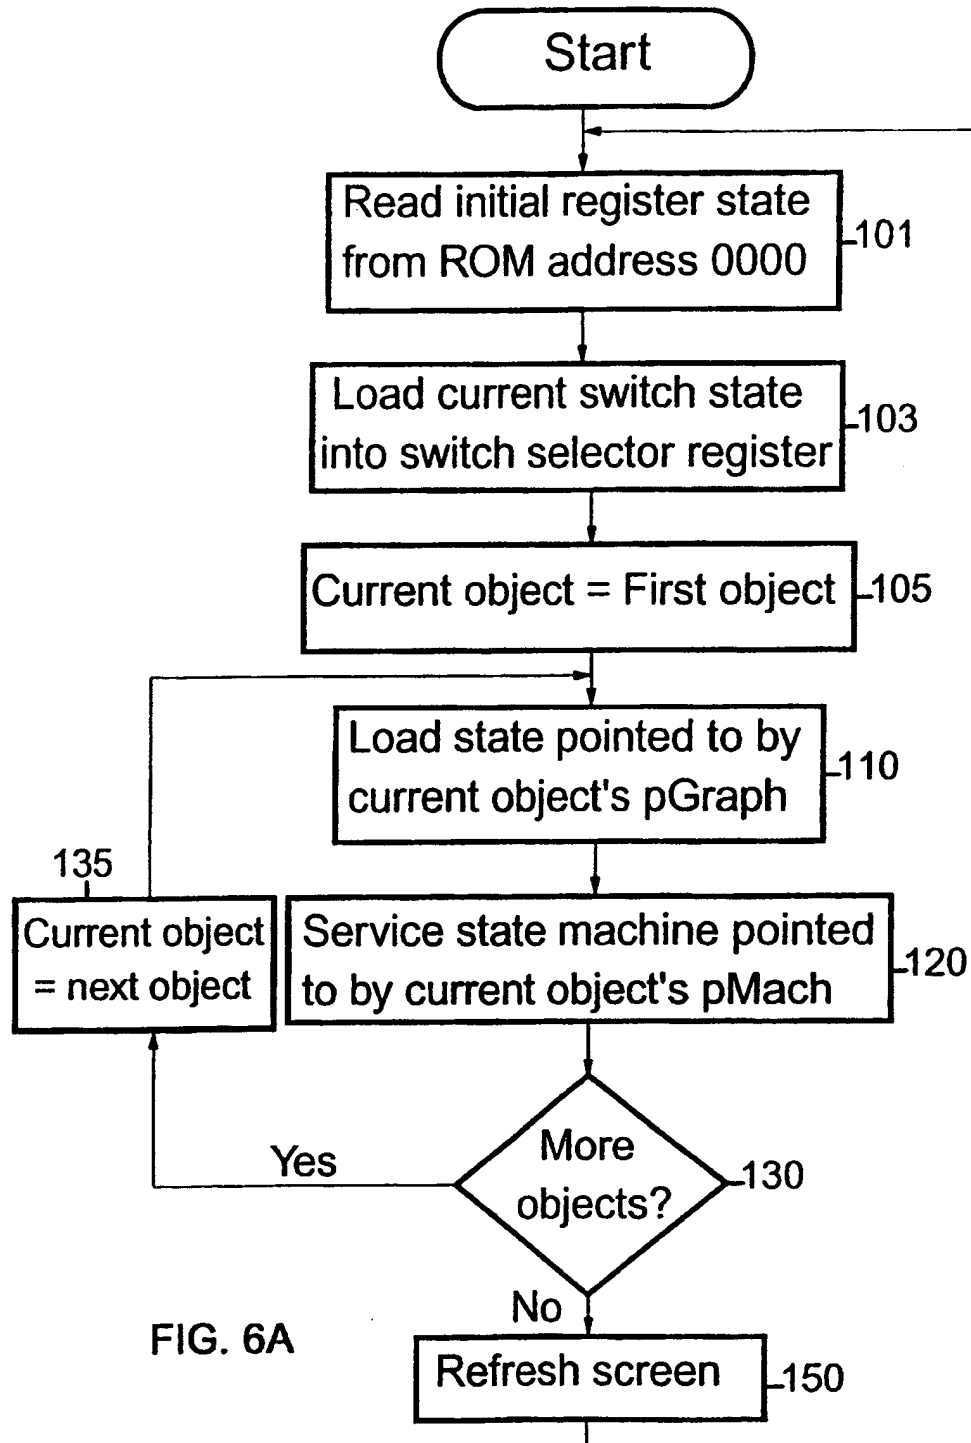 Start
Read initial register state
from ROM address 0000
101
Load current switch state
into switch selector register
103
Current object = First object
105
Load state pointed to by
current object's pGraph
110
135
Current object
= next object
Service state machine pointed
to by current object's pMach
120
More
objects?
130
Yes
No
FIG. 6A
Refresh screen
150